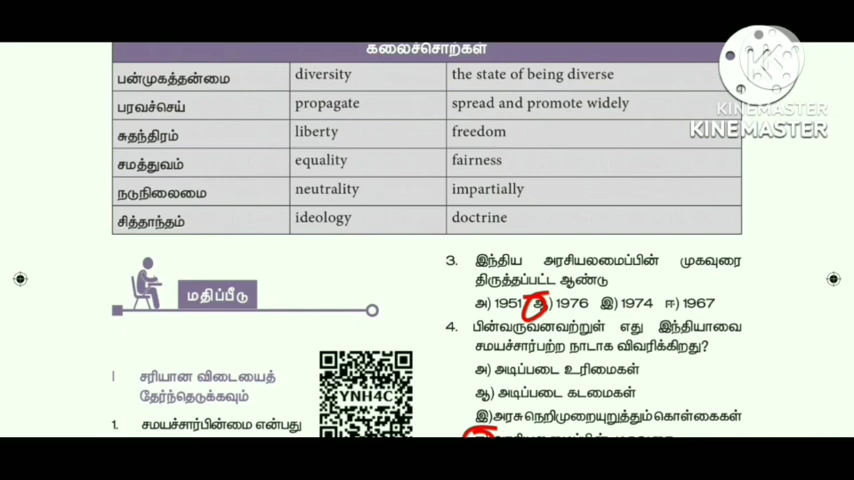 கலைச்சொற்கள்
பன்முகத்தன்மை diversity the state of being diverse
பரவச்செய் propagate spread and promote widely
சுதந்திரம் liberty freedom
சமத்துவம் equality fairness
நடுநிலைமை neutrality impartially
சித்தாந்தம் ideology doctrine
KINEMASTER
KINEMASTER
மதிப்பீடு
I சரியான விடையைத்
தேர்ந்தெடுக்கவும்
YNH4C
1. சமயச்சார்பின்மை என்பது
3. இந்திய அரசியலமைப்பின் முகவுரை
திருத்தப்பட்ட ஆண்டு
அ) 1951 ஆ) 1976 இ) 1974 ஈ) 1967
4. பின்வருவனவற்றுள் எது இந்தியாவை
சமயச்சார்பற்ற நாடாக விவரிக்கிறது?
அ) அடிப்படை உரிமைகள்
ஆ) அடிப்படை கடமைகள்
இ)அரசு நெறிமுறையுறுத்தும் கொள்கைகள்